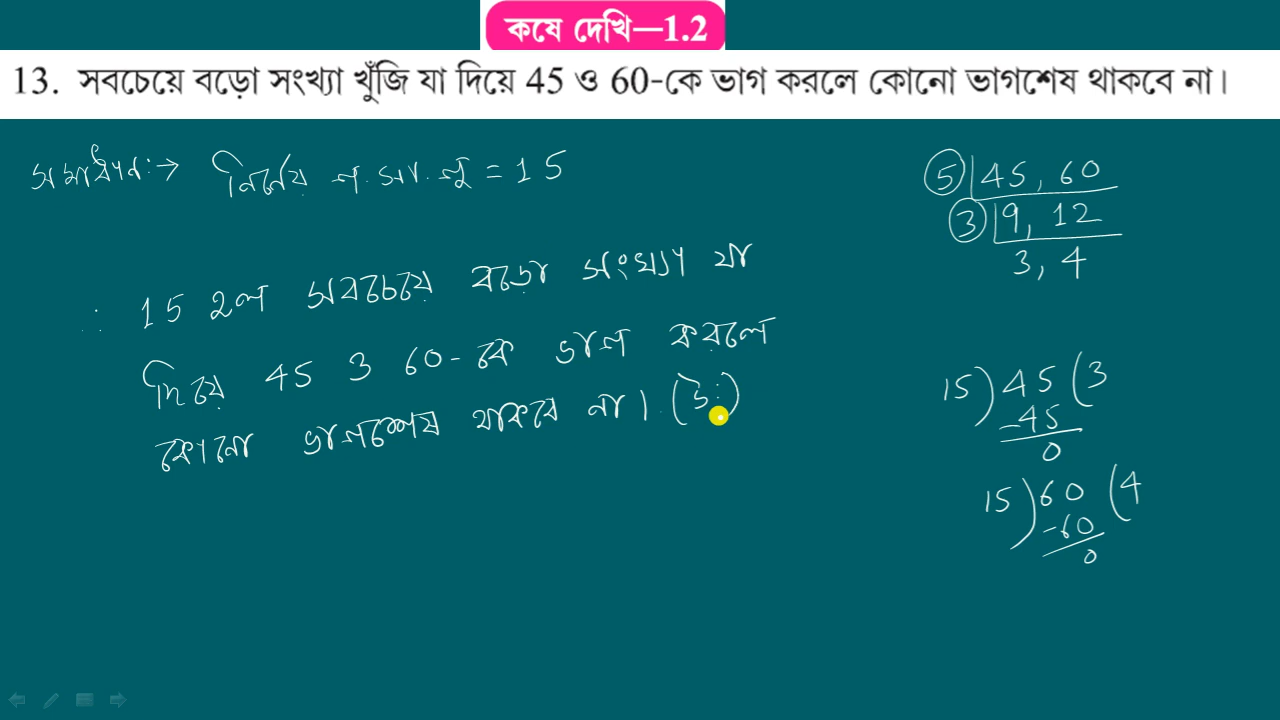 কষে দেখি—1.2
13. সবচেয়ে বড়ো সংখ্যা খুঁজি যা দিয়ে 45 ও 60-কে ভাগ করলে কোনো ভাগশেষ থাকবে না।
সমাধান:→ নির্ণেয় গ.সা.গু = 15
∴ 15 হল সবচেয়ে বড়ো সংখ্যা যা
দিয়ে 45 ও 60-কে ভাগ করলে
কোনো ভাগশেষ থাকবে না। (উ:)
5 | 45, 60
3 | 9, 12
3, 4
15) 45 (3
-45
0
15) 60 (4
-60
0